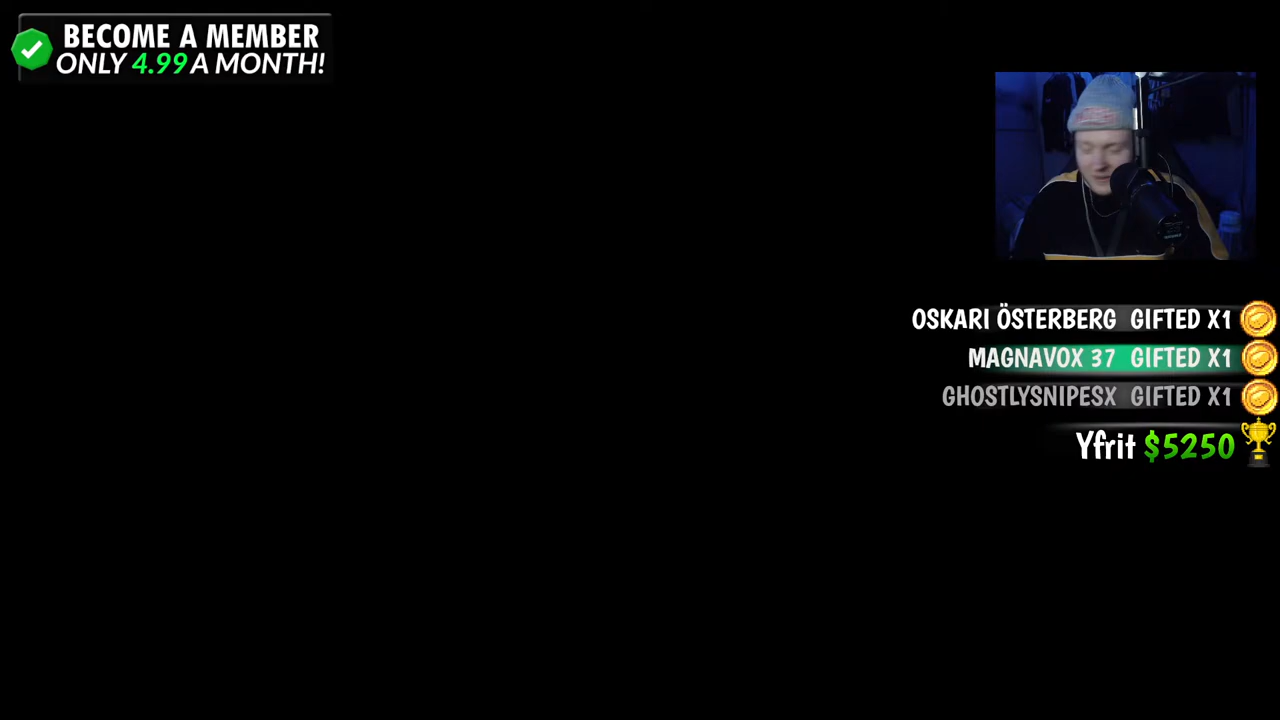 BECOME A MEMBER
ONLY 4.99 A MONTH!
OSKARI ÖSTERBERG GIFTED X1
MAGNAVOX 37 GIFTED X1
GHOSTLYSNIPESX GIFTED X1
Yfrit $5250